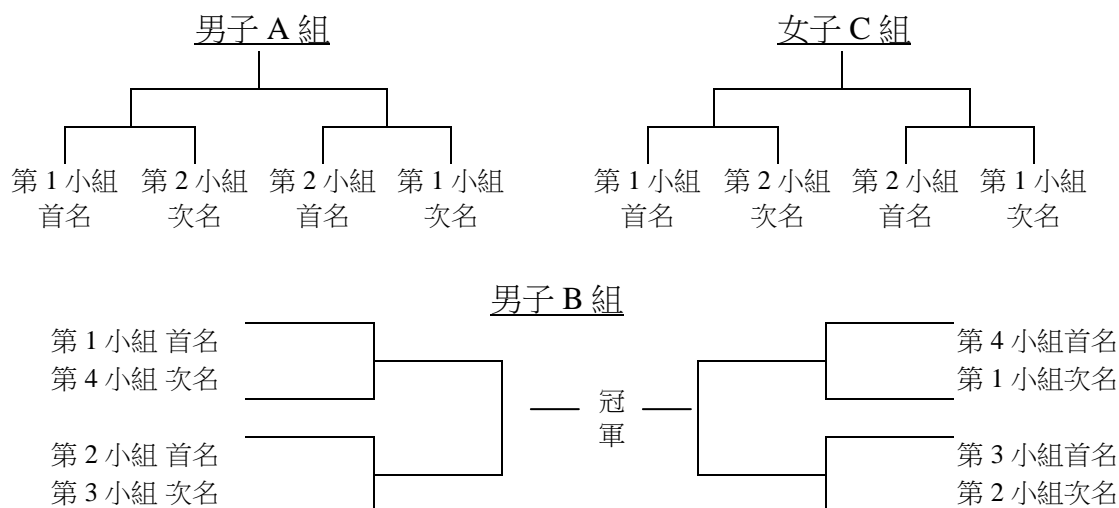 男子 A 組 女子 C 組
第 1 小組 第 2 小組 第 2 小組 第 1 小組 第 1 小組 第 2 小組 第 2 小組 第 1 小組
首名 次名 首名 次名 首名 次名 首名 次名
男子 B 組
第 1 小組 首名 第 4 小組首名
第 4 小組 次名 第 1 小組次名
冠
軍
第 2 小組 首名 第 3 小組首名
第 3 小組 次名 第 2 小組次名